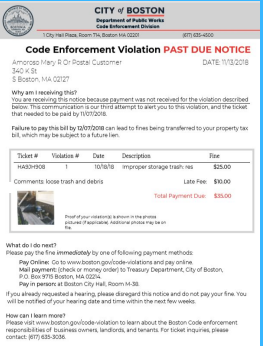 CITY of BOSTON
Department of Public Works
Code Enforcement Division
1 City Hall Plaza, Room 714, Boston MA 02201 (617) 635-4500
Code Enforcement Violation PAST DUE NOTICE
Amoroso Mary R Or Postal Customer DATE: 11/13/2018
340 K St
S Boston, MA 02127
Why am I receiving this?
You are receiving this notice because payment was not received for the violation described
below. This communication is our third attempt to alert you to this violation, and the ticket
that needed to be paid by 11/07/2018.
Failure to pay this bill by 12/07/2018 can lead to fines being transferred to your property tax
bill, which may be subject to a future lien.
Ticket # Violation # Date Description Fine
HA93H908 1 10/18/18 Improper storage trash: res $25.00
Comments: loose trash and debris Late Fee: $10.00
Total Payment Due: $35.00
Proof of your violation(s) is shown in the photos
pictured (if applicable). Additional photos may be on
file.
What do I do next?
Please pay the fine immediately by one of following payment methods:
Pay Online: Go to www.boston.gov/code-violations and pay online.
Mail payment: (check or money order) to Treasury Department, City of Boston,
P.O. Box 9715 Boston, MA 02114.
Pay in person: at Boston City Hall, Room M-38.
If you already requested a hearing, please disregard this notice and do not pay your fine. You
will be notified of your hearing date and time within the next few weeks.
How can I learn more?
Please visit www.boston.gov/code-violation to learn about the Boston Code enforcement
responsibilities of business owners, landlords, and tenants. For ticket inquiries, please
contact: (617) 635-3036.